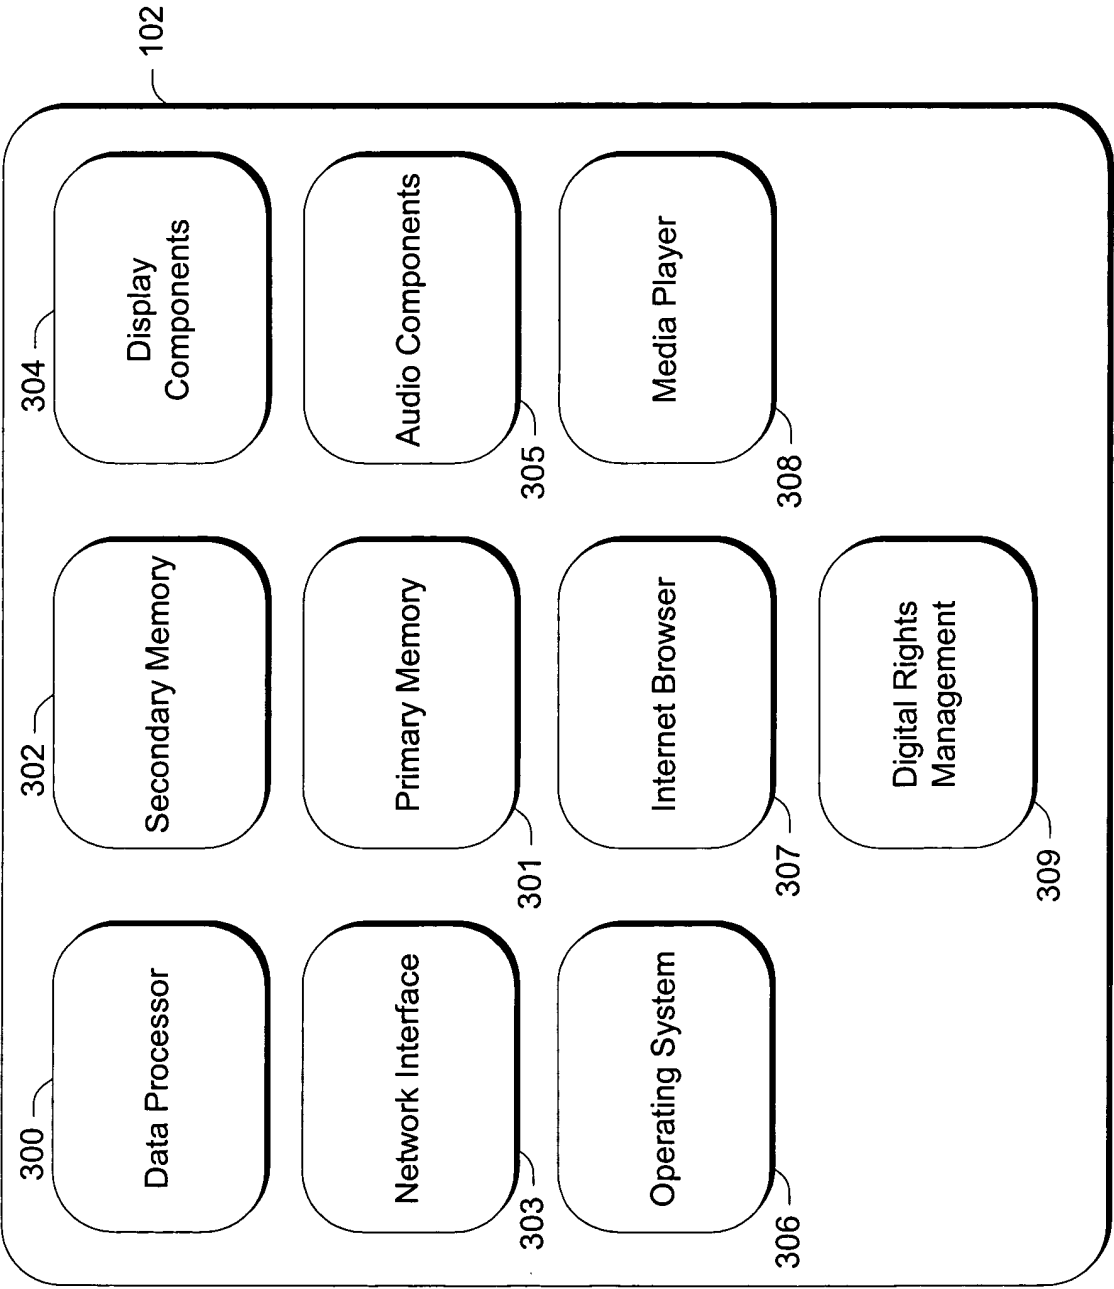 102
300
Data Processor
302
Secondary Memory
304
Display
Components
Network Interface
303
Primary Memory
301
Audio Components
305
Operating System
306
Internet Browser
307
Media Player
308
Digital Rights
Management
309